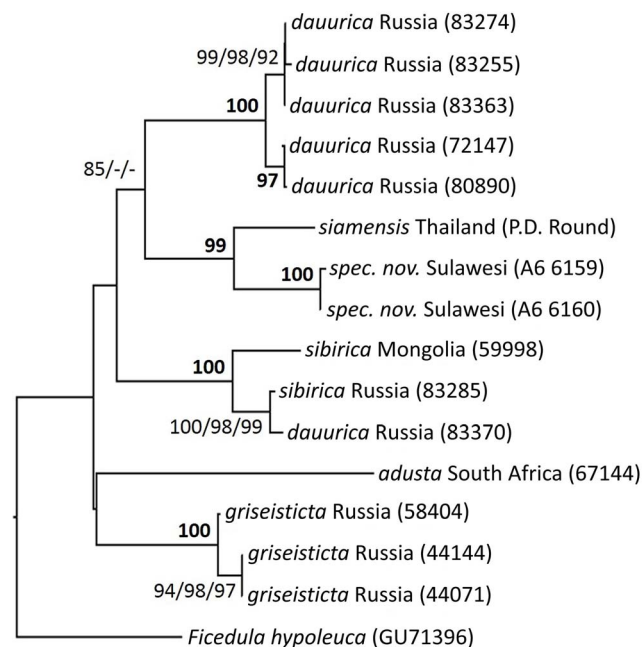 dauurica Russia (83274)
99/98/92
dauurica Russia (83255)
100
dauurica Russia (83363)
dauurica Russia (72147)
85/-/-
97
dauurica Russia (80890)
siamensis Thailand (P.D. Round)
99
100
spec. nov. Sulawesi (A6 6159)
spec. nov. Sulawesi (A6 6160)
sibirica Mongolia (59998)
100
sibirica Russia (83285)
100/98/99
dauurica Russia (83370)
adusta South Africa (67144)
griseisticta Russia (58404)
100
griseisticta Russia (44144)
94/98/97
griseisticta Russia (44071)
Ficedula hypoleuca (GU71396)